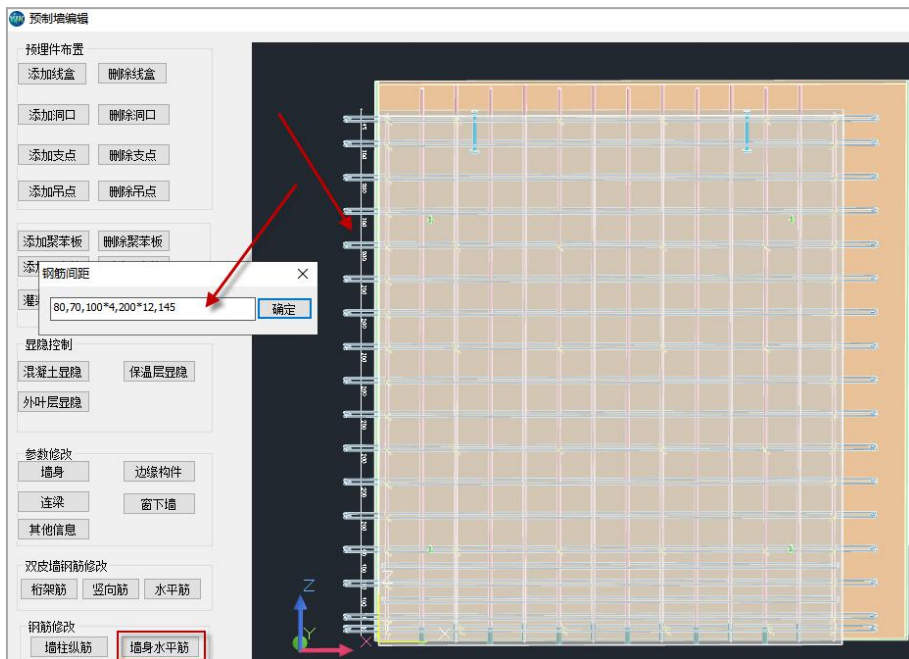 预制墙编辑
预埋件布置
添加线盒 删除线盒
添加洞口 删除洞口
添加支点 删除支点
添加吊点 删除吊点
添加聚苯板 删除聚苯板
钢筋间距
80,70,100*4,200*12,145 确定
显隐控制
混凝土显隐 保温层显隐
外叶层显隐
参数修改
墙身 边缘构件
连梁 窗下墙
其他信息
双皮墙钢筋修改
桁架筋 竖向筋 水平筋
钢筋修改
墙柱纵筋 墙身水平筋
Z
Y
X